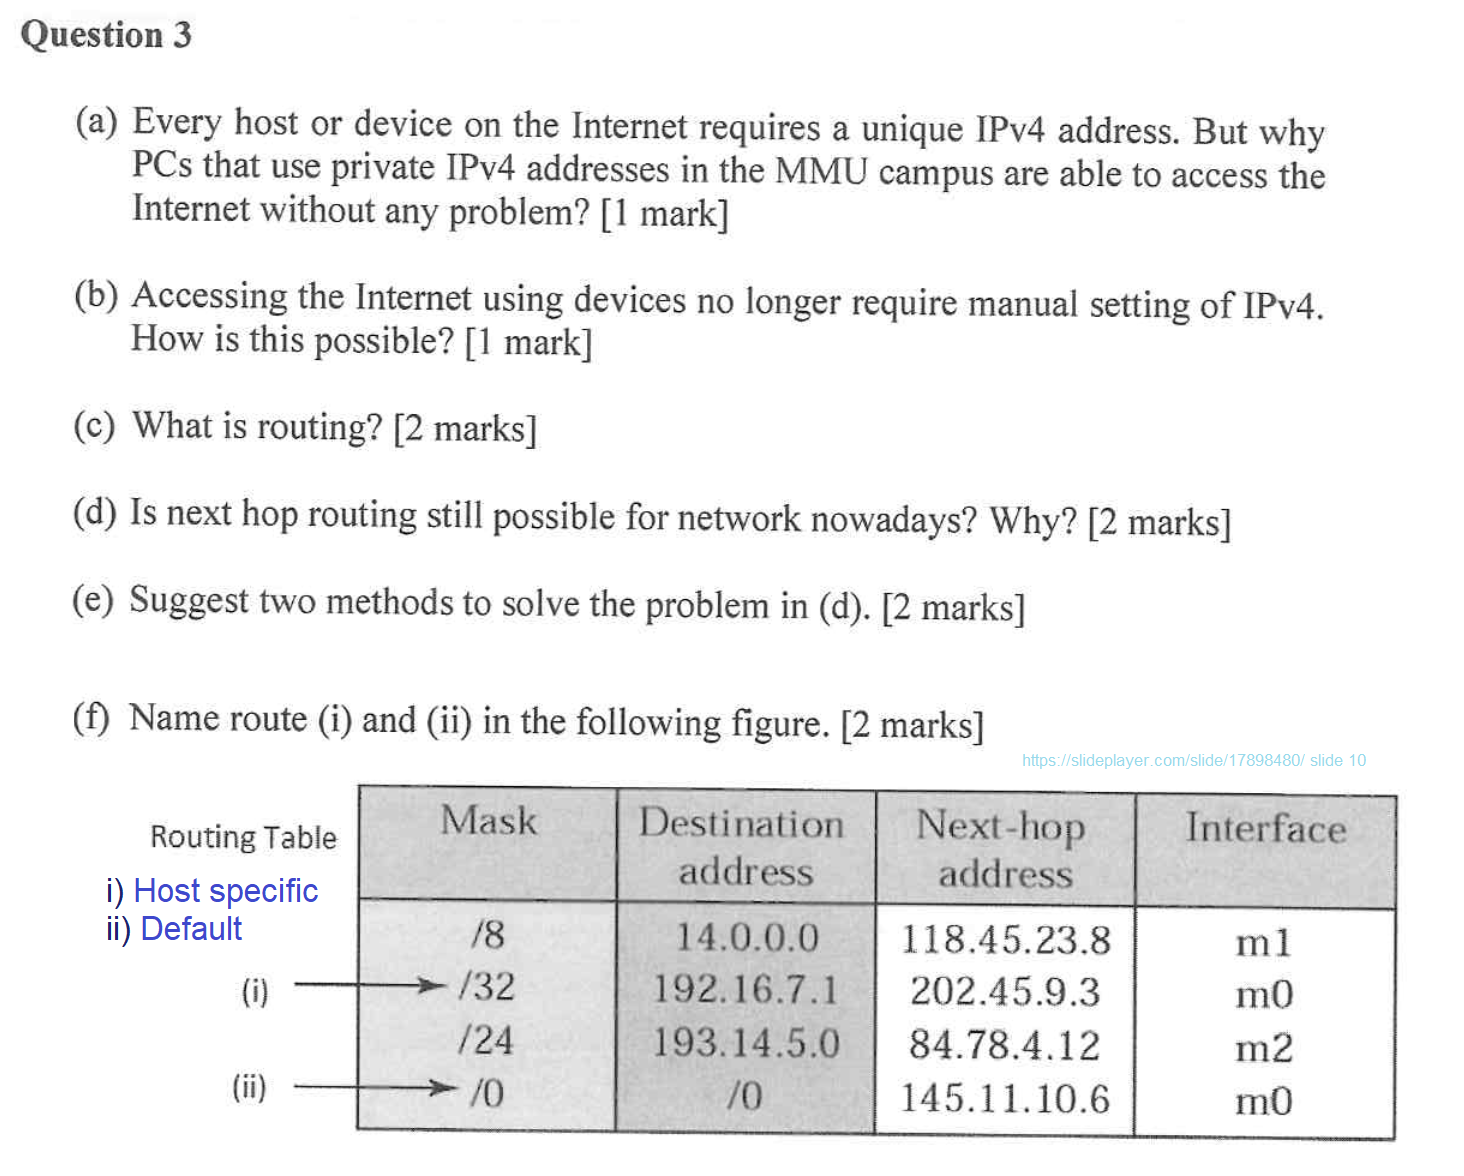 Question 3
(a) Every host or device on the Internet requires a unique IPv4 address. But why
PCs that use private IPv4 addresses in the MMU campus are able to access the
Internet without any problem? [1 mark]
(b) Accessing the Internet using devices no longer require manual setting of IPv4.
How is this possible? [1 mark]
(c) What is routing? [2 marks]
(d) Is next hop routing still possible for network nowadays? Why? [2 marks]
(e) Suggest two methods to solve the problem in (d). [2 marks]
(f) Name route (i) and (ii) in the following figure. [2 marks]
https://slideplayer.com/slide/17898480/ slide 10
Routing Table
i) Host specific
ii) Default
Mask Destination address Next-hop address Interface
/8 14.0.0.0 118.45.23.8 m1
(i) /32 192.16.7.1 202.45.9.3 m0
/24 193.14.5.0 84.78.4.12 m2
(ii) /0 /0 145.11.10.6 m0